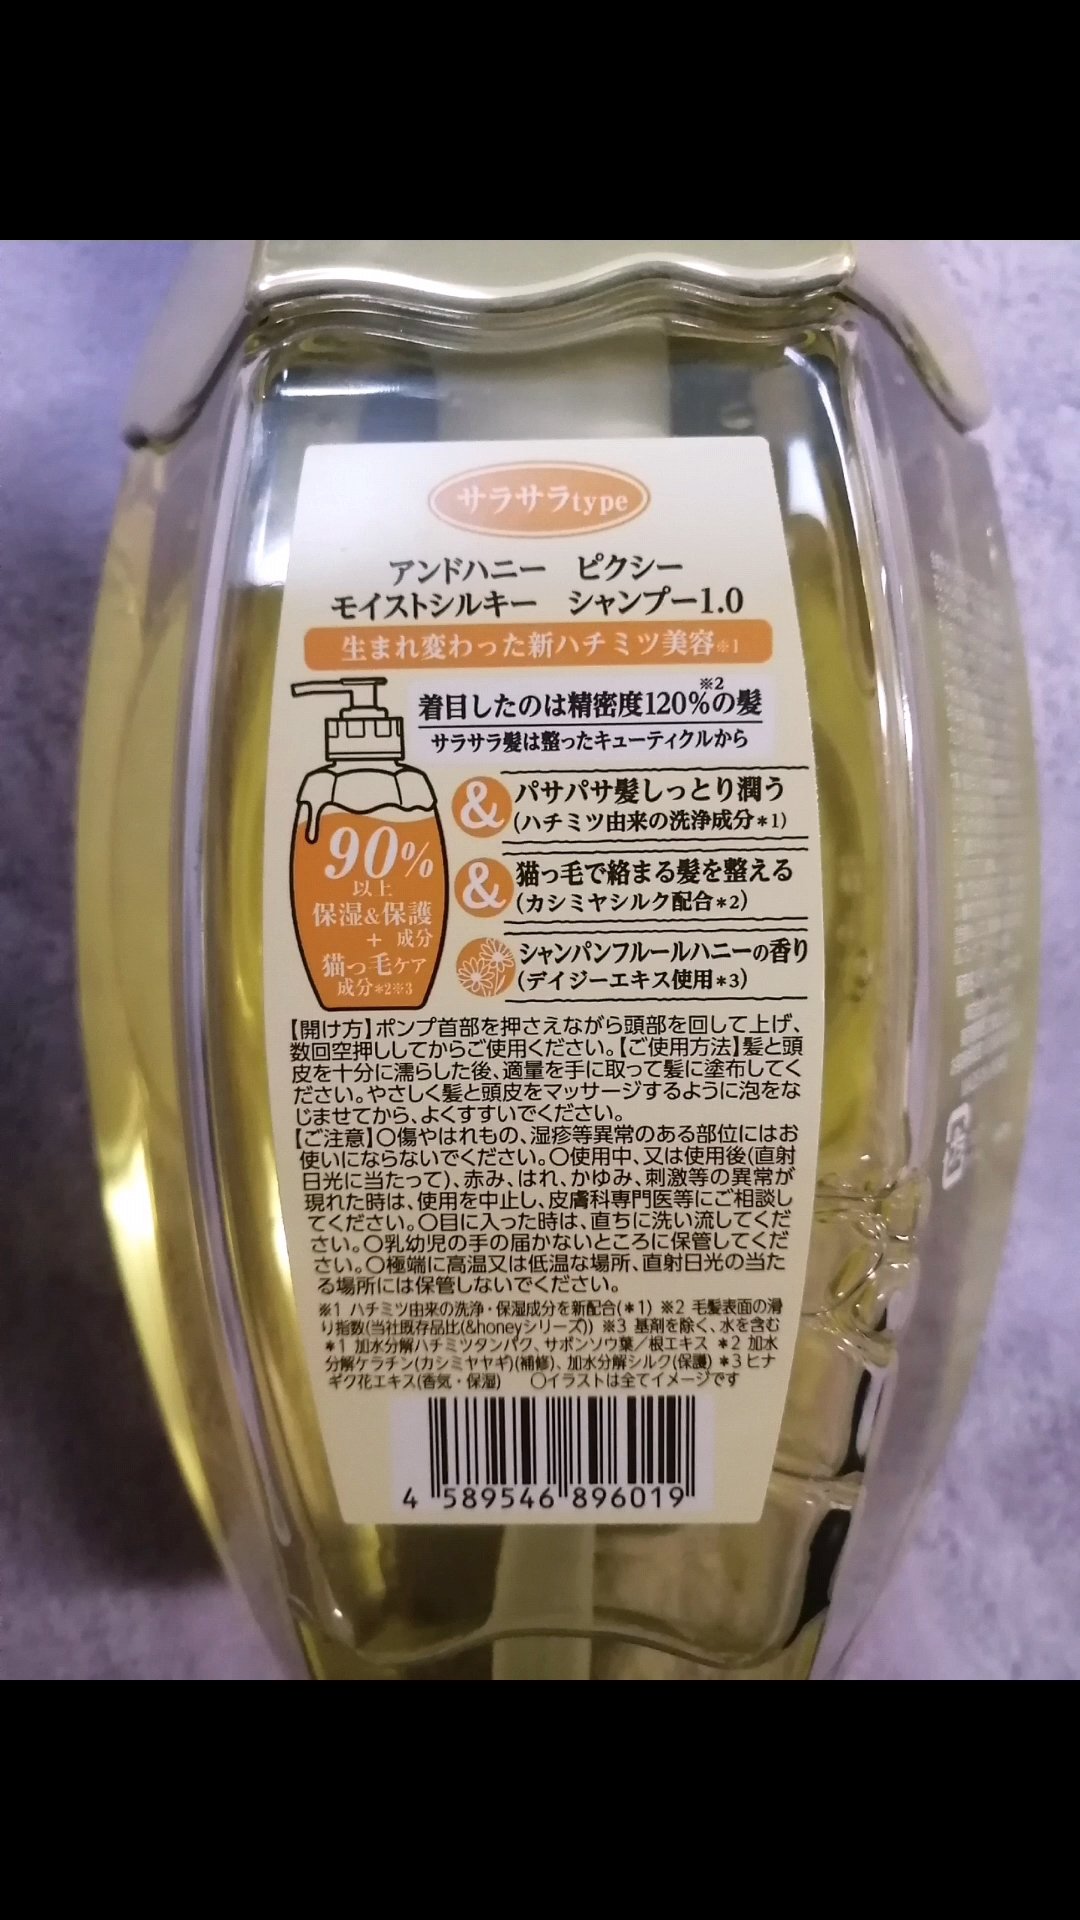 サラサラtype
アンドハニー　ピクシー
モイストシルキー　シャンプー1.0
生まれ変わった新ハチミツ美容※1
着目したのは精密度120%※2の髪
サラサラ髪は整ったキューティクルから
& パサパサ髪しっとり潤う
(ハチミツ由来の洗浄成分＊1)
& 猫っ毛で絡まる髪を整える
(カシミヤシルク配合＊2)
シャンパンフルールハニーの香り
(デイジーエキス使用＊3)
90%
以上
保湿&保護
＋ 成分
猫っ毛ケア
成分＊2※3
【開け方】ポンプ首部を押さえながら頭部を回して上げ、
数回空押ししてからご使用ください。【ご使用方法】髪と頭
皮を十分に濡らした後、適量を手に取って髪に塗布してく
ださい。やさしく髪と頭皮をマッサージするように泡をな
じませてから、よくすすいでください。
【ご注意】〇傷やはれもの、湿疹等異常のある部位にはお
使いにならないでください。〇使用中、又は使用後(直射
日光に当たって)、赤み、はれ、かゆみ、刺激等の異常が
現れた時は、使用を中止し、皮膚科専門医等にご相談し
てください。〇目に入った時は、直ちに洗い流してくだ
さい。〇乳幼児の手の届かないところに保管してくだ
さい。〇極端に高温又は低温な場所、直射日光の当た
る場所には保管しないでください。
※1 ハチミツ由来の洗浄・保湿成分を新配合(＊1) ※2 毛髪表面の滑
り指数(当社既存品比(&honeyシリーズ)) ※3 基剤を除く、水を含む
＊1 加水分解ハチミツタンパク、サボンソウ葉／根エキス ＊2 加水
分解ケラチン(カシミヤヤギ)(補修)、加水分解シルク(保護) ＊3 ヒナ
ギク花エキス(香気・保湿)　〇イラストは全てイメージです
4 589546 896019